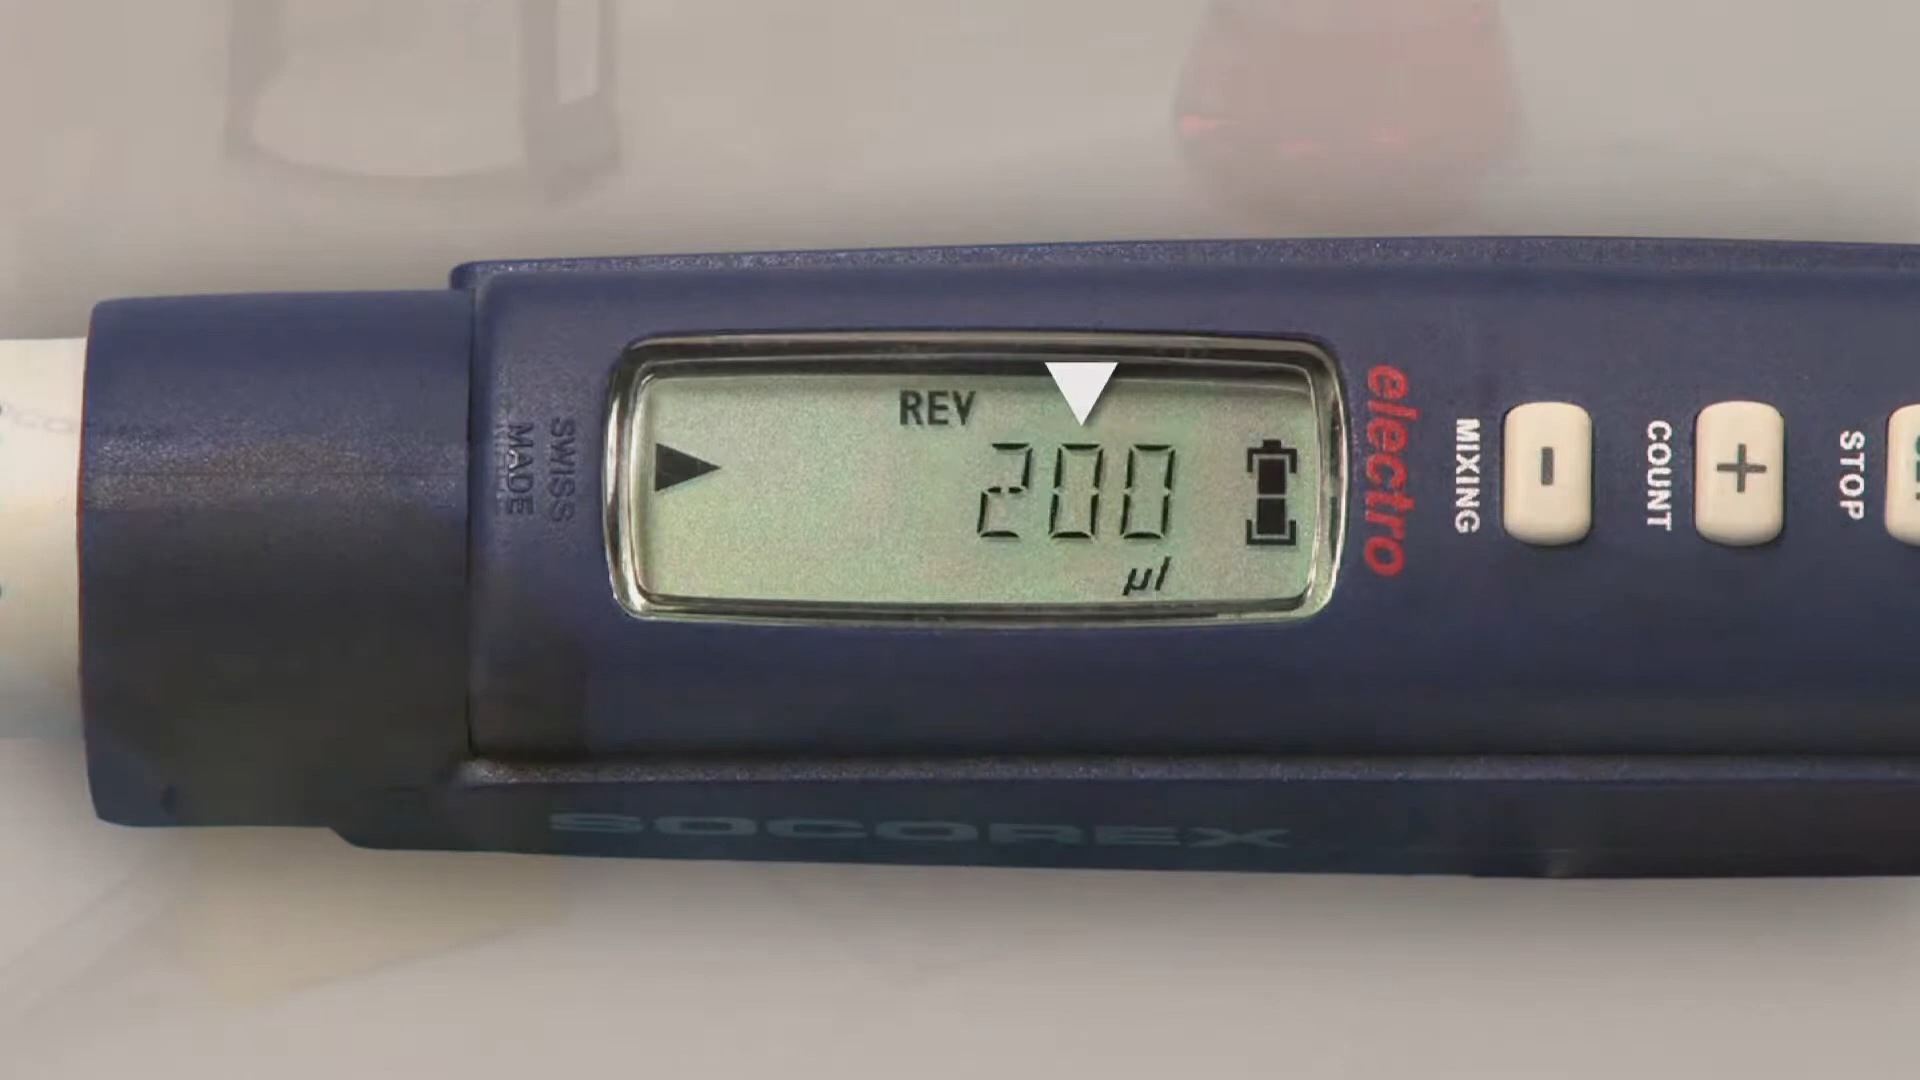 REV
200
µl
SWISS
MADE
electro
MIXING
-
COUNT
+
STOP
SOCOREX